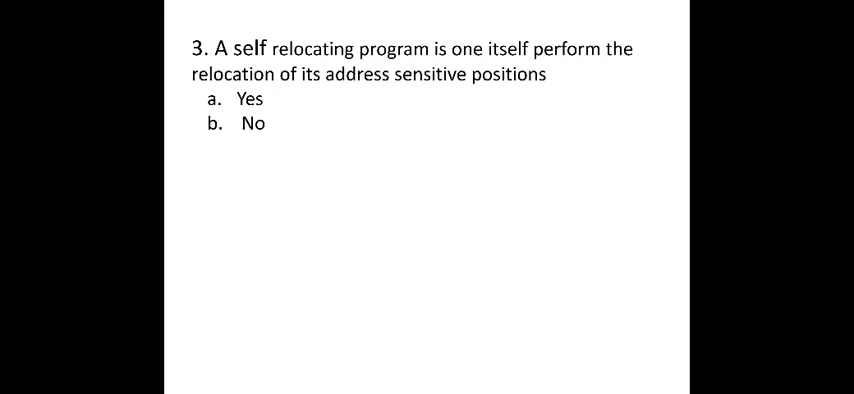 3. A self relocating program is one itself perform the
relocation of its address sensitive positions
a. Yes
b. No